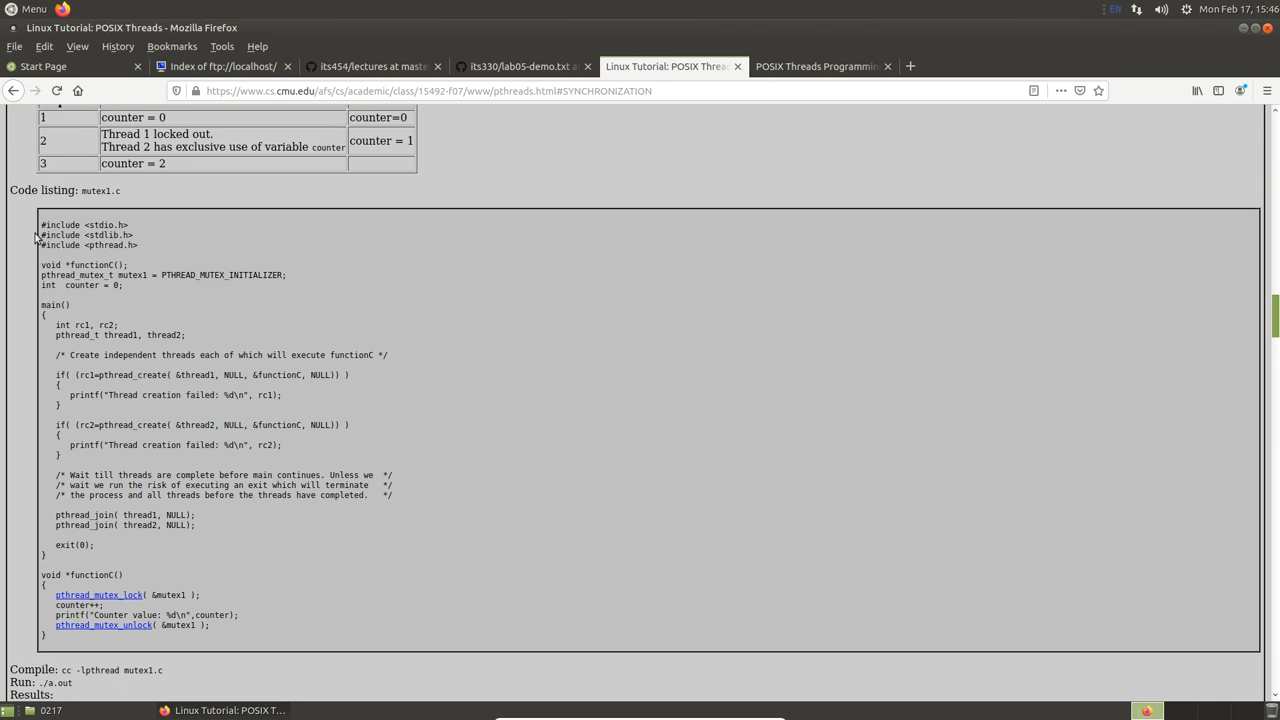 Menu
EN
Mon Feb 17, 15:46
Linux Tutorial: POSIX Threads - Mozilla Firefox
File Edit View History Bookmarks Tools Help
Start Page
Index of ftp://localhost/
its454/lectures at maste
its330/lab05-demo.txt at
Linux Tutorial: POSIX Threa
POSIX Threads Programmin
https://www.cs.cmu.edu/afs/cs/academic/class/15492-f07/www/pthreads.html#SYNCHRONIZATION
1 counter = 0 counter=0
2 Thread 1 locked out.
Thread 2 has exclusive use of variable counter counter = 1
3 counter = 2
Code listing: mutex1.c
#include <stdio.h>
#include <stdlib.h>
#include <pthread.h>
void *functionC();
pthread_mutex_t mutex1 = PTHREAD_MUTEX_INITIALIZER;
int  counter = 0;
main()
{
int rc1, rc2;
pthread_t thread1, thread2;
/* Create independent threads each of which will execute functionC */
if( (rc1=pthread_create( &thread1, NULL, &functionC, NULL)) )
{
printf("Thread creation failed: %d\n", rc1);
}
if( (rc2=pthread_create( &thread2, NULL, &functionC, NULL)) )
{
printf("Thread creation failed: %d\n", rc2);
}
/* Wait till threads are complete before main continues. Unless we  */
/* wait we run the risk of executing an exit which will terminate   */
/* the process and all threads before the threads have completed.   */
pthread_join( thread1, NULL);
pthread_join( thread2, NULL);
exit(0);
}
void *functionC()
{
pthread_mutex_lock( &mutex1 );
counter++;
printf("Counter value: %d\n",counter);
pthread_mutex_unlock( &mutex1 );
}
Compile: cc -lpthread mutex1.c
Run: ./a.out
Results:
0217
Linux Tutorial: POSIX T...